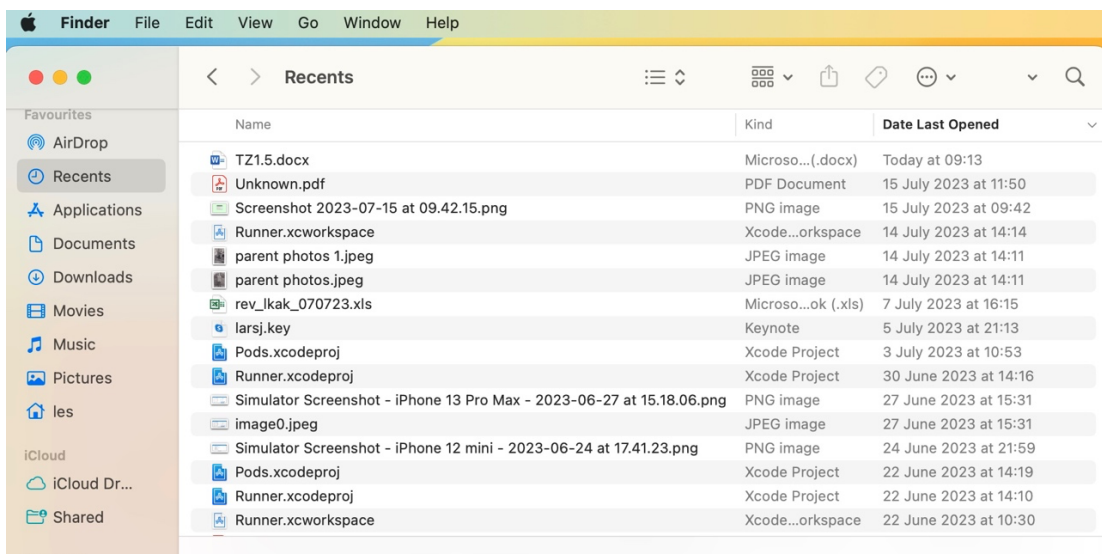 Finder File Edit View Go Window Help
Recents
Favourites
AirDrop
Recents
Applications
Documents
Downloads
Movies
Music
Pictures
les
iCloud
iCloud Dr...
Shared
Name Kind Date Last Opened
TZ1.5.docx Microso...(.docx) Today at 09:13
Unknown.pdf PDF Document 15 July 2023 at 11:50
Screenshot 2023-07-15 at 09.42.15.png PNG image 15 July 2023 at 09:42
Runner.xcworkspace Xcode...orkspace 14 July 2023 at 14:14
parent photos 1.jpeg JPEG image 14 July 2023 at 14:11
parent photos.jpeg JPEG image 14 July 2023 at 14:11
rev_lkak_070723.xls Microso...ok (.xls) 7 July 2023 at 16:15
larsj.key Keynote 5 July 2023 at 21:13
Pods.xcodeproj Xcode Project 3 July 2023 at 10:53
Runner.xcodeproj Xcode Project 30 June 2023 at 14:16
Simulator Screenshot - iPhone 13 Pro Max - 2023-06-27 at 15.18.06.png PNG image 27 June 2023 at 15:31
image0.jpeg JPEG image 27 June 2023 at 15:31
Simulator Screenshot - iPhone 12 mini - 2023-06-24 at 17.41.23.png PNG image 24 June 2023 at 21:59
Pods.xcodeproj Xcode Project 22 June 2023 at 14:19
Runner.xcodeproj Xcode Project 22 June 2023 at 14:10
Runner.xcworkspace Xcode...orkspace 22 June 2023 at 10:30